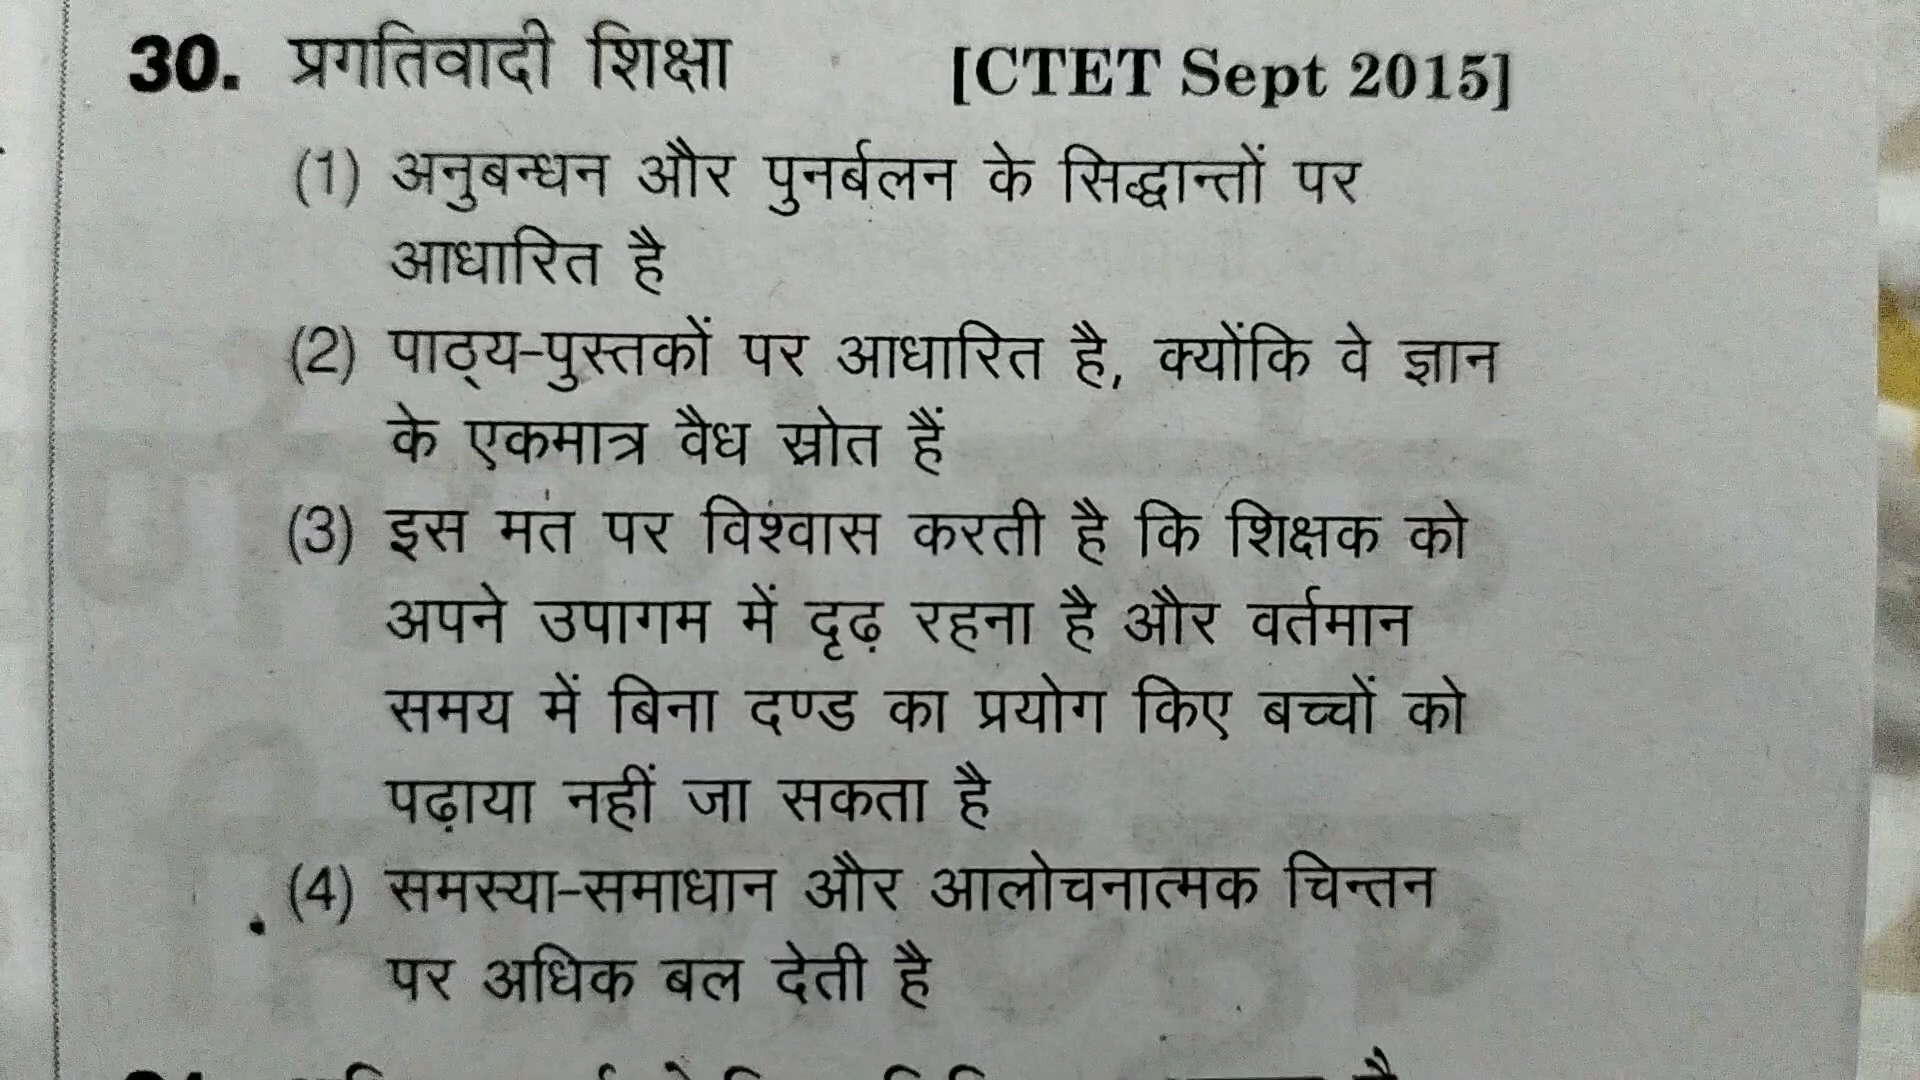 30. प्रगतिवादी शिक्षा [CTET Sept 2015]
(1) अनुबन्धन और पुनर्बलन के सिद्धान्तों पर
आधारित है
(2) पाठ्य-पुस्तकों पर आधारित है, क्योंकि वे ज्ञान
के एकमात्र वैध स्रोत हैं
(3) इस मत पर विश्वास करती है कि शिक्षक को
अपने उपागम में दृढ़ रहना है और वर्तमान
समय में बिना दण्ड का प्रयोग किए बच्चों को
पढ़ाया नहीं जा सकता है
(4) समस्या-समाधान और आलोचनात्मक चिन्तन
पर अधिक बल देती है